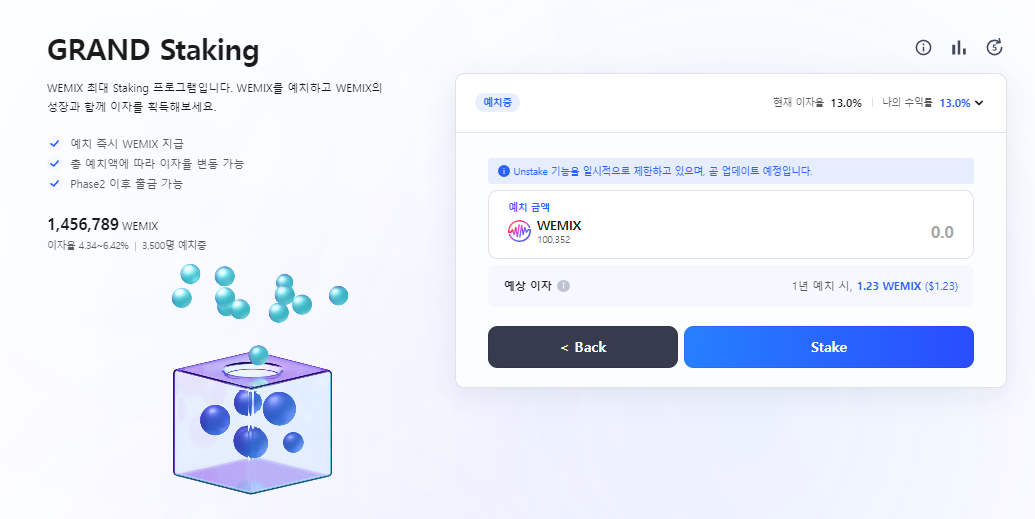 GRAND Staking
WEMIX 최대 Staking 프로그램입니다. WEMIX를 예치하고 WEMIX의
성장과 함께 이자를 획득해보세요.
예치 즉시 WEMIX 지급
총 예치액에 따라 이자율 변동 가능
Phase2 이후 출금 가능
1,456,789 WEMIX
이자율 4.34~6.42% | 3,500명 예치중
예치중
현재 이자율 13.0% | 나의 수익률 13.0%
Unstake 기능을 일시적으로 제한하고 있으며, 곧 업데이트 예정입니다.
예치 금액
WEMIX
100,352
0.0
예상 이자
1년 예치 시, 1.23 WEMIX ($1.23)
< Back
Stake